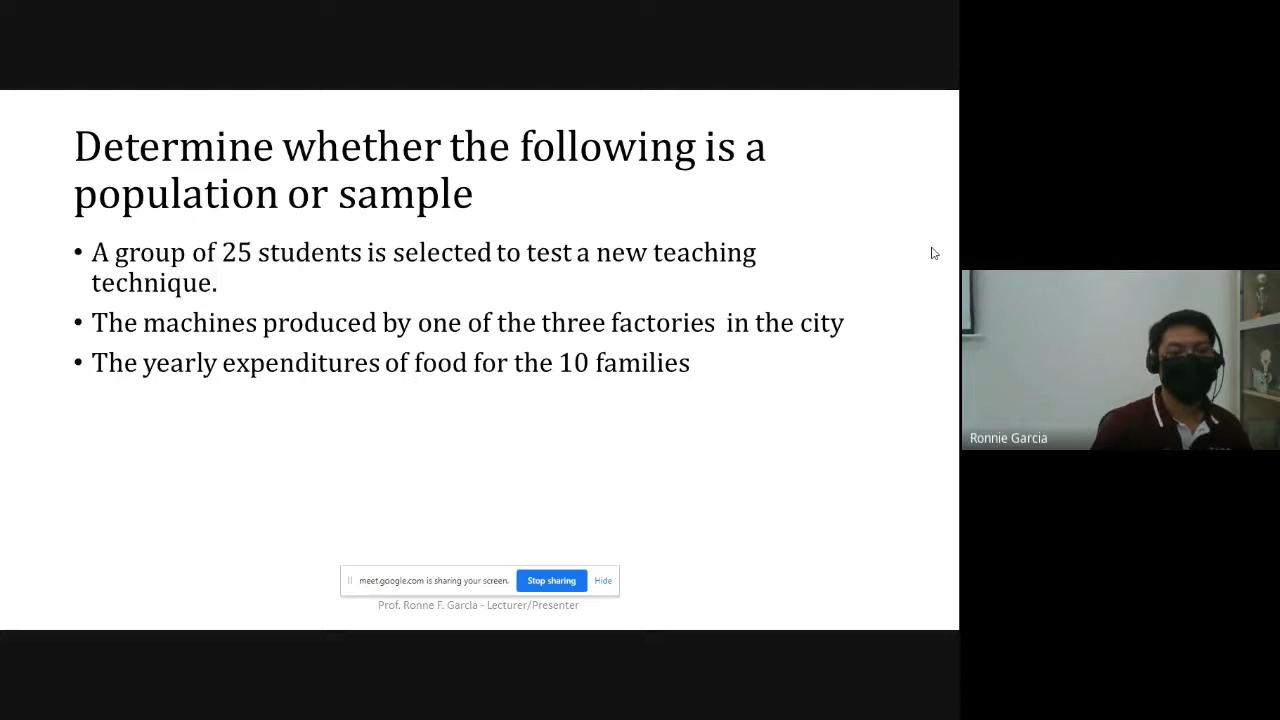 Determine whether the following is a
population or sample
• A group of 25 students is selected to test a new teaching
technique.
• The machines produced by one of the three factories in the city
• The yearly expenditures of food for the 10 families
meet.google.com is sharing your screen. Stop sharing Hide
Prof. Ronne F. Garcia - Lecturer/Presenter
Ronnie Garcia